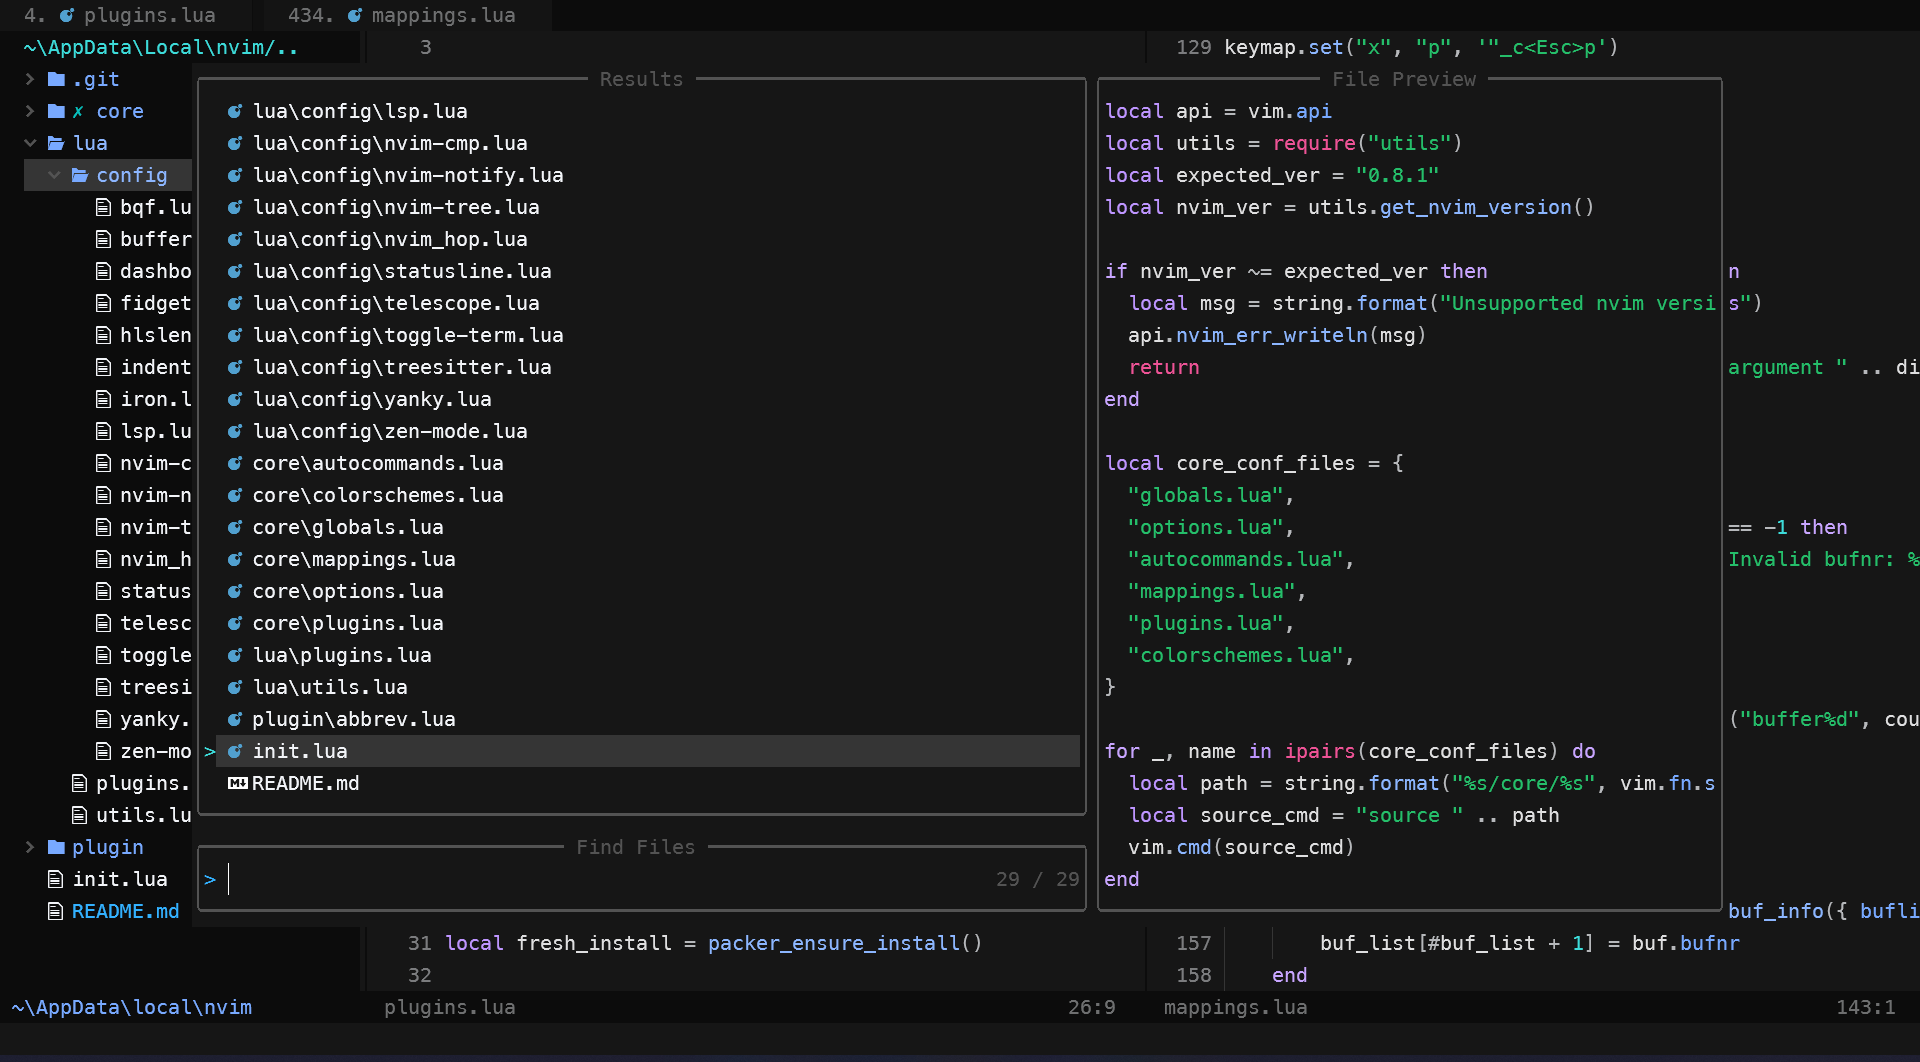 4. plugins.lua 434. mappings.lua
~\AppData\Local\nvim/..
.git
✗ core
lua
config
bqf.lu
buffer
dashbo
fidget
hlslen
indent
iron.l
lsp.lu
nvim-c
nvim-n
nvim-t
nvim_h
status
telesc
toggle
treesi
yanky.
zen-mo
plugins.
utils.lu
plugin
init.lua
README.md
3
Results
lua\config\lsp.lua
lua\config\nvim-cmp.lua
lua\config\nvim-notify.lua
lua\config\nvim-tree.lua
lua\config\nvim_hop.lua
lua\config\statusline.lua
lua\config\telescope.lua
lua\config\toggle-term.lua
lua\config\treesitter.lua
lua\config\yanky.lua
lua\config\zen-mode.lua
core\autocommands.lua
core\colorschemes.lua
core\globals.lua
core\mappings.lua
core\options.lua
core\plugins.lua
lua\plugins.lua
lua\utils.lua
plugin\abbrev.lua
> init.lua
README.md
Find Files
> 29 / 29
31 local fresh_install = packer_ensure_install()
32
129 keymap.set("x", "p", '"_c<Esc>p')
File Preview
local api = vim.api
local utils = require("utils")
local expected_ver = "0.8.1"
local nvim_ver = utils.get_nvim_version()
if nvim_ver ~= expected_ver then
local msg = string.format("Unsupported nvim versi
api.nvim_err_writeln(msg)
return
end
local core_conf_files = {
"globals.lua",
"options.lua",
"autocommands.lua",
"mappings.lua",
"plugins.lua",
"colorschemes.lua",
}
for _, name in ipairs(core_conf_files) do
local path = string.format("%s/core/%s", vim.fn.s
local source_cmd = "source " .. path
vim.cmd(source_cmd)
end
n
s")
argument " .. di
== -1 then
Invalid bufnr: %
("buffer%d", cou
buf_info({ bufli
157 buf_list[#buf_list + 1] = buf.bufnr
158 end
~\AppData\local\nvim plugins.lua 26:9 mappings.lua 143:1